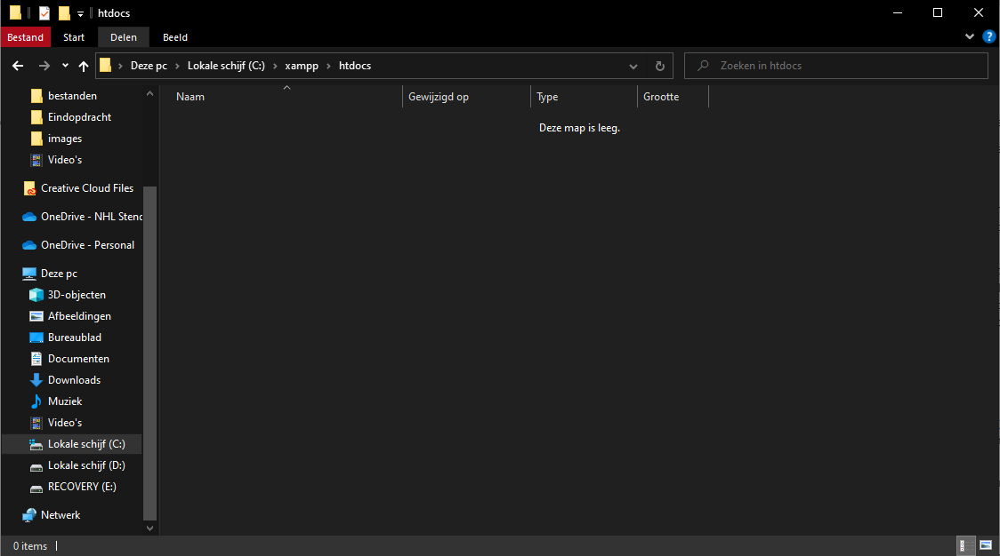 htdocs
Bestand Start Delen Beeld
Deze pc Lokale schijf (C:) xampp htdocs
Zoeken in htdocs
Naam Gewijzigd op Type Grootte
Deze map is leeg.
bestanden
Eindopdracht
images
Video's
Creative Cloud Files
OneDrive - NHL Stenc
OneDrive - Personal
Deze pc
3D-objecten
Afbeeldingen
Bureaublad
Documenten
Downloads
Muziek
Video's
Lokale schijf (C:)
Lokale schijf (D:)
RECOVERY (E:)
Netwerk
0 items